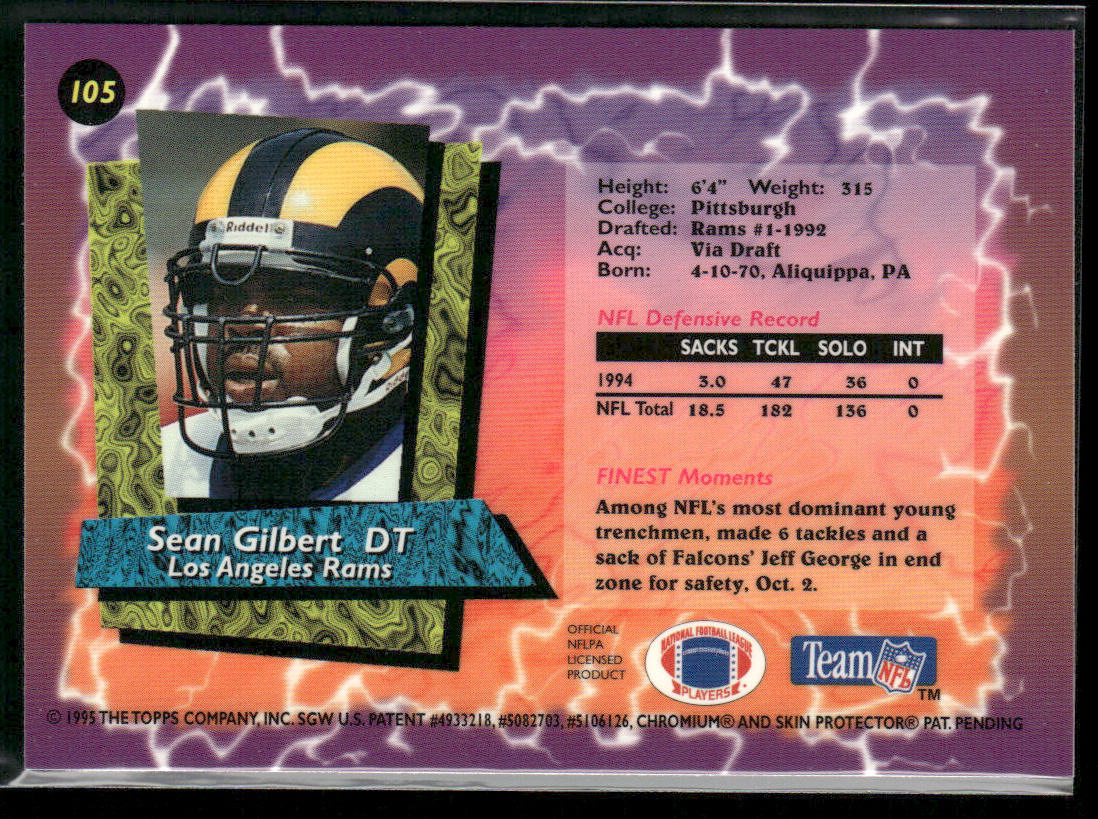 105
Riddell
Sean Gilbert DT
Los Angeles Rams
Height: 6'4" Weight: 315
College: Pittsburgh
Drafted: Rams #1-1992
Acq: Via Draft
Born: 4-10-70, Aliquippa, PA
NFL Defensive Record
SACKS TCKL SOLO INT
1994 3.0 47 36 0
NFL Total 18.5 182 136 0
FINEST Moments
Among NFL's most dominant young
trenchmen, made 6 tackles and a
sack of Falcons' Jeff George in end
zone for safety, Oct. 2.
OFFICIAL
NFLPA
LICENSED
PRODUCT
NATIONAL FOOTBALL LEAGUE
PLAYERS
Team NFL
TM
© 1995 THE TOPPS COMPANY, INC. SGW U.S. PATENT #4933218, #5082703, #5106126, CHROMIUM® AND SKIN PROTECTOR® PAT. PENDING